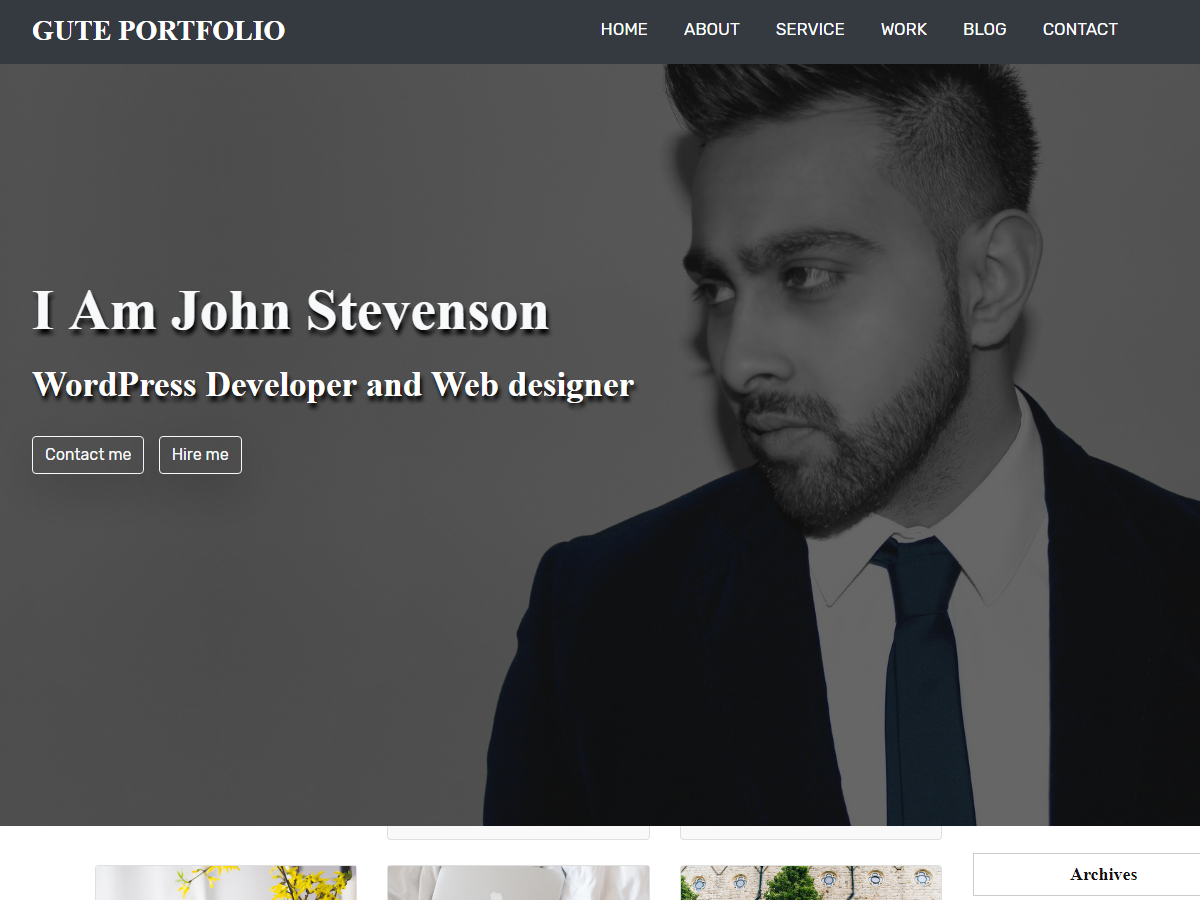 GUTE PORTFOLIO
HOME ABOUT SERVICE WORK BLOG CONTACT
I Am John Stevenson
WordPress Developer and Web designer
Contact me Hire me
Archives